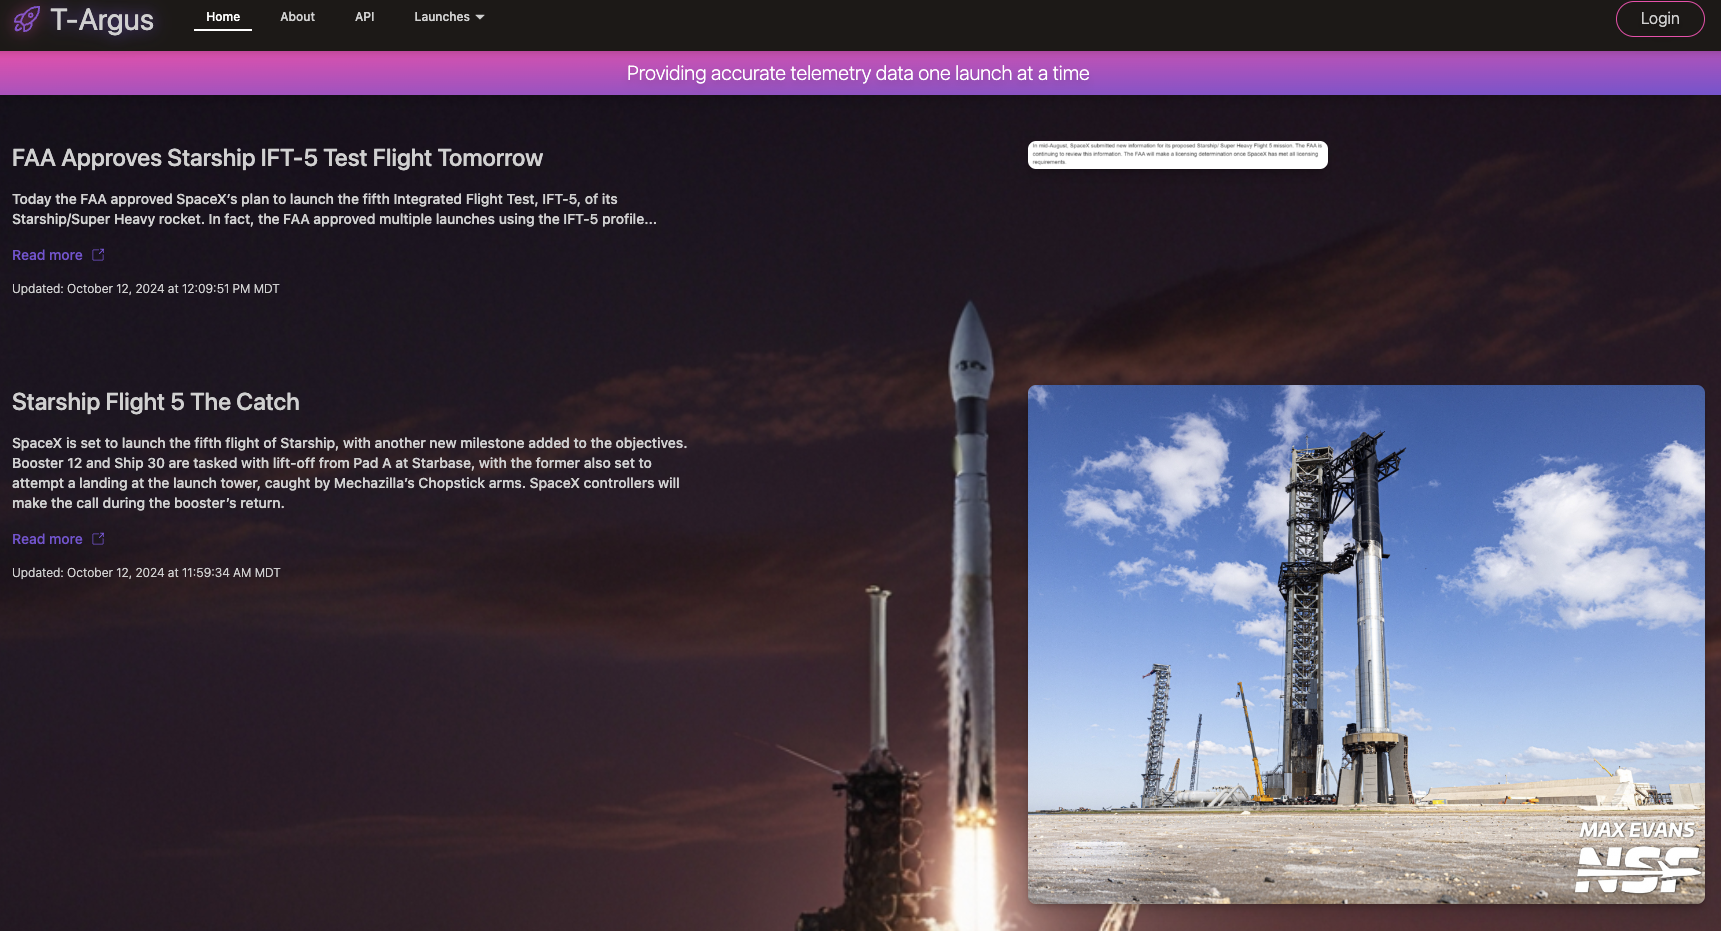 T-Argus
Home
About
API
Launches
Login
Providing accurate telemetry data one launch at a time
FAA Approves Starship IFT-5 Test Flight Tomorrow
Today the FAA approved SpaceX’s plan to launch the fifth Integrated Flight Test, IFT-5, of its
Starship/Super Heavy rocket. In fact, the FAA approved multiple launches using the IFT-5 profile...
Read more
Updated: October 12, 2024 at 12:09:51 PM MDT
In mid-August, SpaceX submitted new information for its proposed Starship/ Super Heavy Flight 5 mission. The FAA is
continuing to review this information. The FAA will make a licensing determination once SpaceX has met all licensing
requirements.
Starship Flight 5 The Catch
SpaceX is set to launch the fifth flight of Starship, with another new milestone added to the objectives.
Booster 12 and Ship 30 are tasked with lift-off from Pad A at Starbase, with the former also set to
attempt a landing at the launch tower, caught by Mechazilla’s Chopstick arms. SpaceX controllers will
make the call during the booster’s return.
Read more
Updated: October 12, 2024 at 11:59:34 AM MDT
MAX EVANS
NSF